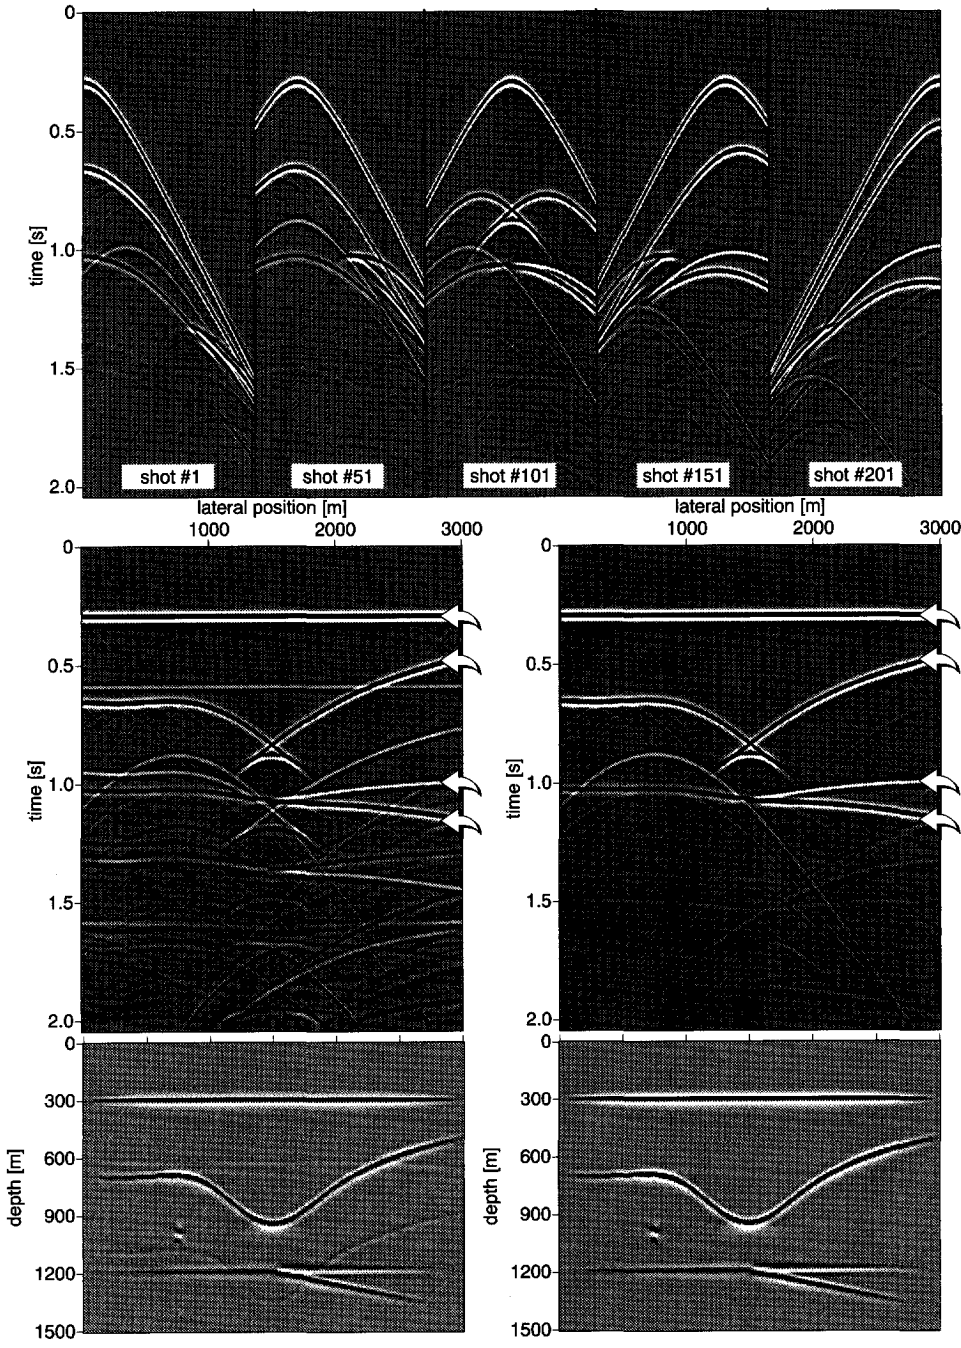 0
0.5
time [s]
1.0
1.5
2.0
shot #1 shot #51 shot #101 shot #151 shot #201
lateral position [m] lateral position [m]
1000 2000 3000 1000 2000 3000
0 0
0.5 0.5
time [s] time [s]
1.0 1.0
1.5 1.5
2.0 2.0
0 0
300 300
600 600
depth [m] depth [m]
900 900
1200 1200
1500 1500